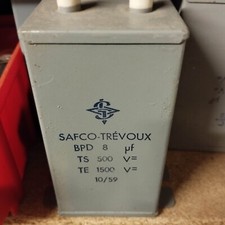 SAFCO-TRÉVOUX
BPD 8 µf
TS 500 V≂
TE 1500 V≂
10/59